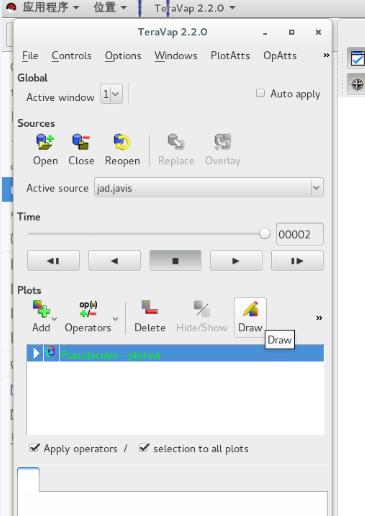 应用程序 位置 TeraVap 2.2.0
TeraVap 2.2.0
File Controls Options Windows PlotAtts OpAtts »
Global
Active window 1 Auto apply
Sources
Open Close Reopen Replace Overlay
Active source jad.javis
Time
00002
Plots
op(+)
+/-
Add Operators Delete Hide/Show Draw »
Draw
Pseudocolor - plotval
Apply operators / selection to all plots